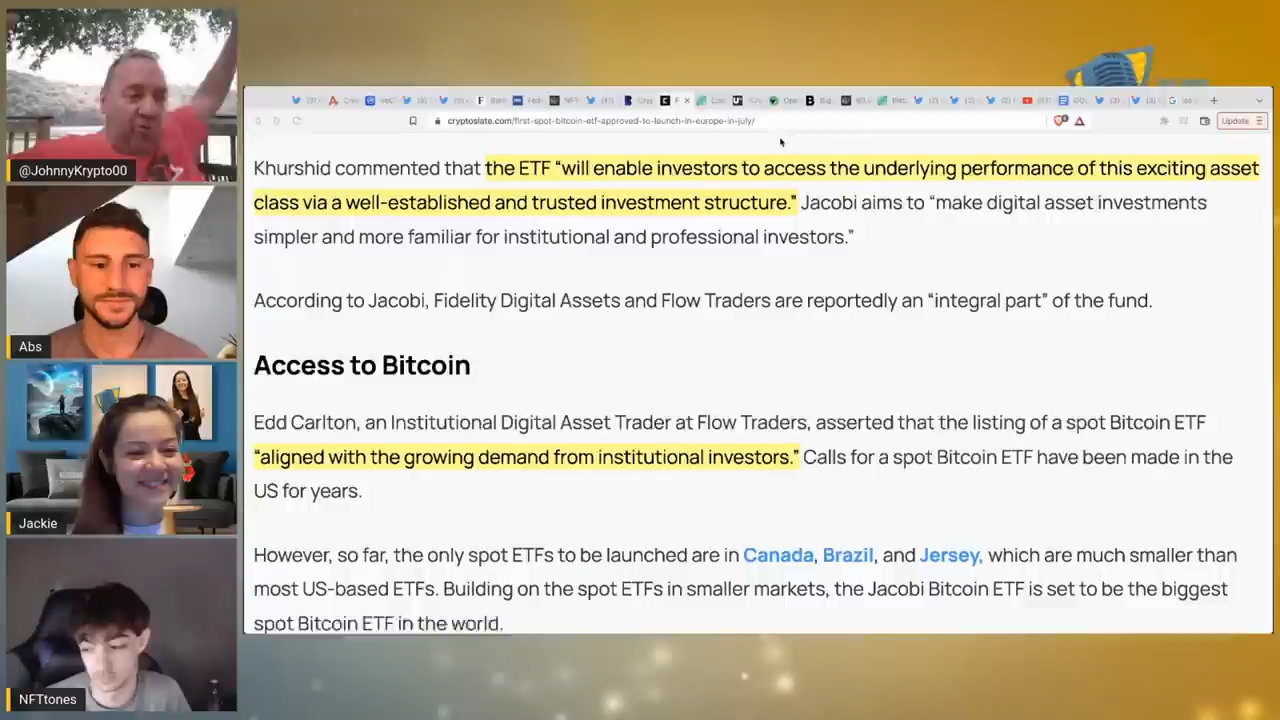 @JohnnyKrypto00
Abs
Jackie
NFTtones
cryptoslate.com/first-spot-bitcoin-etf-approved-to-launch-in-europe-in-july/
Update
Khurshid commented that the ETF “will enable investors to access the underlying performance of this exciting asset
class via a well-established and trusted investment structure.” Jacobi aims to “make digital asset investments
simpler and more familiar for institutional and professional investors.”
According to Jacobi, Fidelity Digital Assets and Flow Traders are reportedly an “integral part” of the fund.
Access to Bitcoin
Edd Carlton, an Institutional Digital Asset Trader at Flow Traders, asserted that the listing of a spot Bitcoin ETF
“aligned with the growing demand from institutional investors.” Calls for a spot Bitcoin ETF have been made in the
US for years.
However, so far, the only spot ETFs to be launched are in Canada, Brazil, and Jersey, which are much smaller than
most US-based ETFs. Building on the spot ETFs in smaller markets, the Jacobi Bitcoin ETF is set to be the biggest
spot Bitcoin ETF in the world.